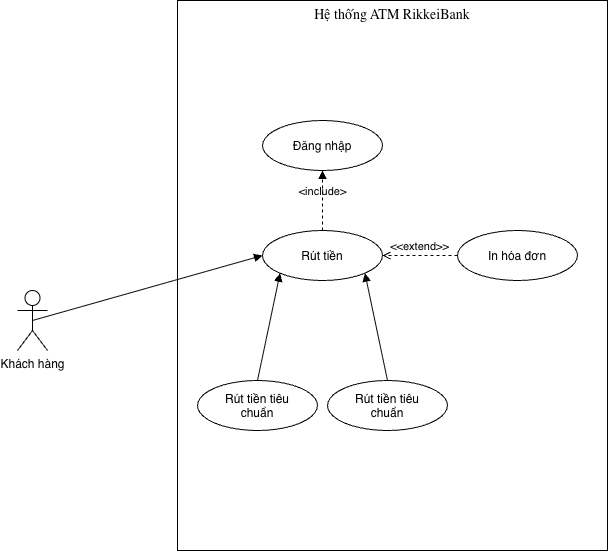 Hệ thống ATM RikkeiBank
Đăng nhập
<include>
Rút tiền
<<extend>>
In hóa đơn
Khách hàng
Rút tiền tiêu
chuẩn
Rút tiền tiêu
chuẩn